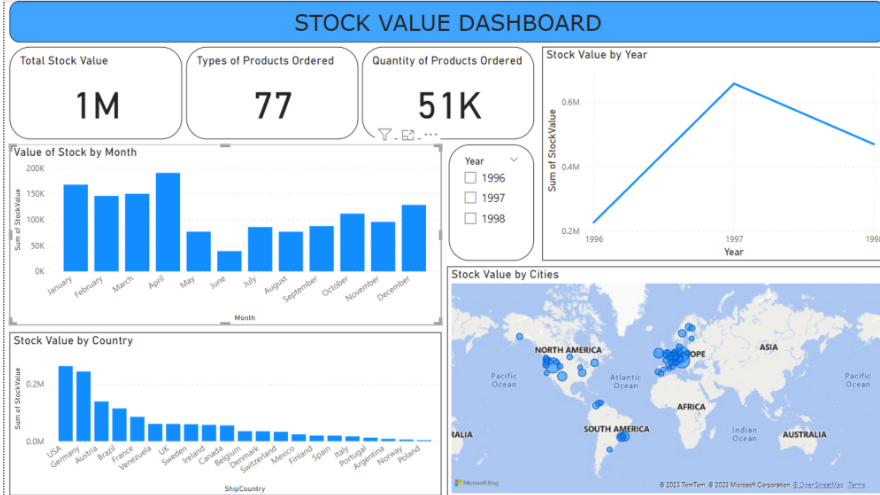 STOCK VALUE DASHBOARD
Total Stock Value
1M
Types of Products Ordered
77
Quantity of Products Ordered
51K
Stock Value by Year
Sum of StockValue
0.6M
0.4M
0.2M
1996
1997
1998
Year
Value of Stock by Month
Sum of StockValue
200K
150K
100K
50K
0K
January
February
March
April
May
June
July
August
September
October
November
December
Month
Year
1996
1997
1998
Stock Value by Country
Sum of StockValue
0.2M
0.0M
USA
Germany
Austria
Brazil
France
Venezuela
UK
Sweden
Ireland
Canada
Belgium
Denmark
Switzerland
Mexico
Finland
Spain
Italy
Portugal
Argentina
Norway
Poland
ShipCountry
Stock Value by Cities
NORTH AMERICA
OPE
ASIA
Pacific
Ocean
Atlantic
Ocean
Pacific
Ocean
AFRICA
SOUTH AMERICA
Indian
Ocean
RALIA
AUSTRALIA
Microsoft Bing
© 2023 TomTom, © 2023 Microsoft Corporation, © OpenStreetMap Terms